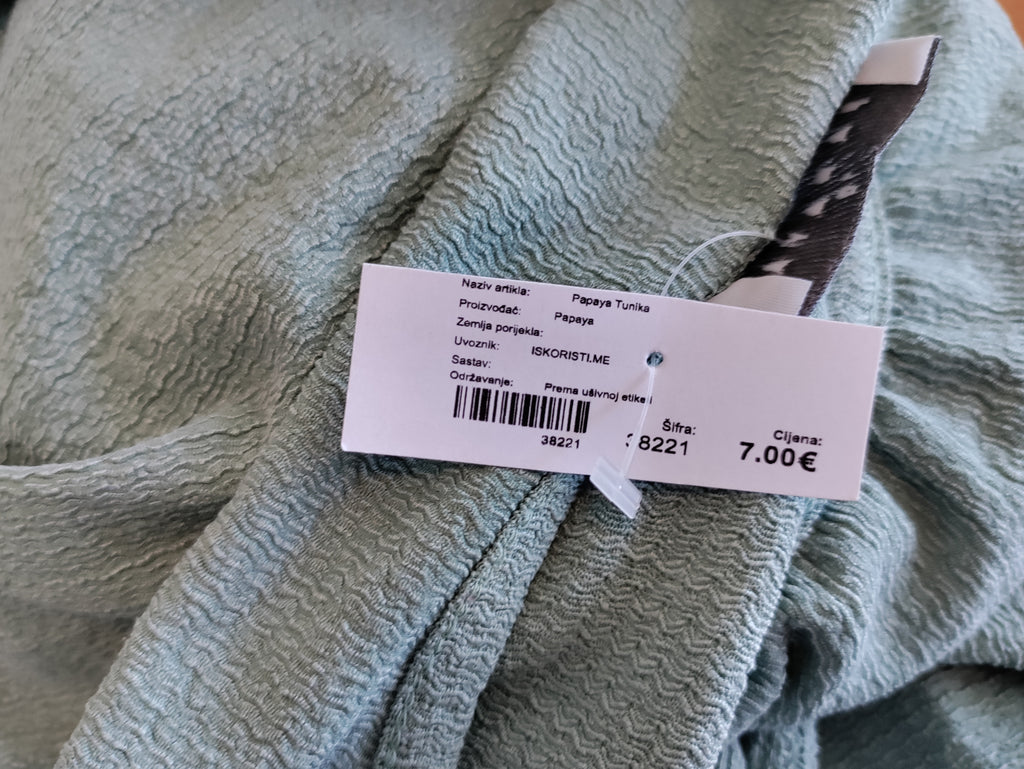 Naziv artikla: Papaya Tunika
Proizvođač: Papaya
Zemlja porijekla:
Uvoznik: ISKORISTI.ME
Sastav:
Održavanje: Prema ušivnoj etiketi
38221
Šifra:
38221
Cijena:
7.00€